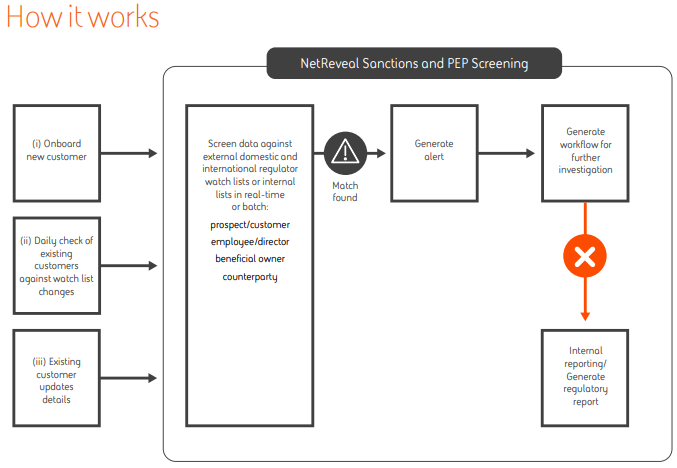 How it works
NetReveal Sanctions and PEP Screening
(i) Onboard
new customer
(ii) Daily check of
existing
customers
against watch list
changes
(iii) Existing
customer
updates
details
Screen data against
external domestic and
international regulator
watch lists or internal
lists in real-time
or batch:
prospect/customer
employee/director
beneficial owner
counterparty
Match
found
Generate
alert
Generate
workflow for
further
investigation
Internal
reporting/
Generate
regulatory
report